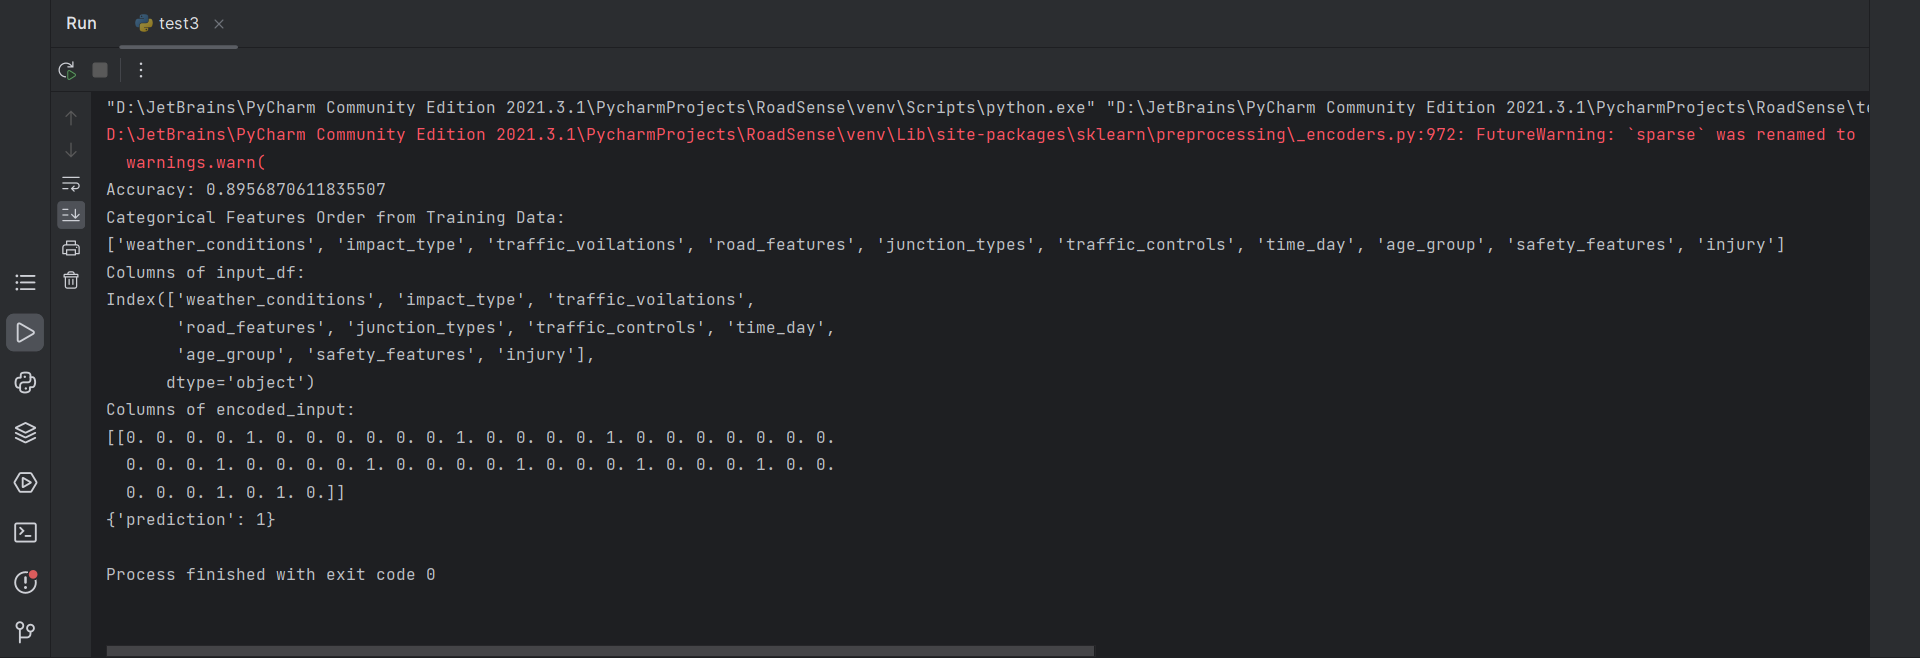 Run test3
"D:\JetBrains\PyCharm Community Edition 2021.3.1\PycharmProjects\RoadSense\venv\Scripts\python.exe" "D:\JetBrains\PyCharm Community Edition 2021.3.1\PycharmProjects\RoadSense\te
D:\JetBrains\PyCharm Community Edition 2021.3.1\PycharmProjects\RoadSense\venv\Lib\site-packages\sklearn\preprocessing\_encoders.py:972: FutureWarning: `sparse` was renamed to
warnings.warn(
Accuracy: 0.8956870611835507
Categorical Features Order from Training Data:
['weather_conditions', 'impact_type', 'traffic_voilations', 'road_features', 'junction_types', 'traffic_controls', 'time_day', 'age_group', 'safety_features', 'injury']
Columns of input_df:
Index(['weather_conditions', 'impact_type', 'traffic_voilations',
'road_features', 'junction_types', 'traffic_controls', 'time_day',
'age_group', 'safety_features', 'injury'],
dtype='object')
Columns of encoded_input:
[[0. 0. 0. 0. 1. 0. 0. 0. 0. 0. 0. 1. 0. 0. 0. 0. 1. 0. 0. 0. 0. 0. 0. 0.
0. 0. 0. 1. 0. 0. 0. 0. 1. 0. 0. 0. 0. 1. 0. 0. 0. 1. 0. 0. 0. 1. 0. 0.
0. 0. 0. 1. 0. 1. 0.]]
{'prediction': 1}
Process finished with exit code 0